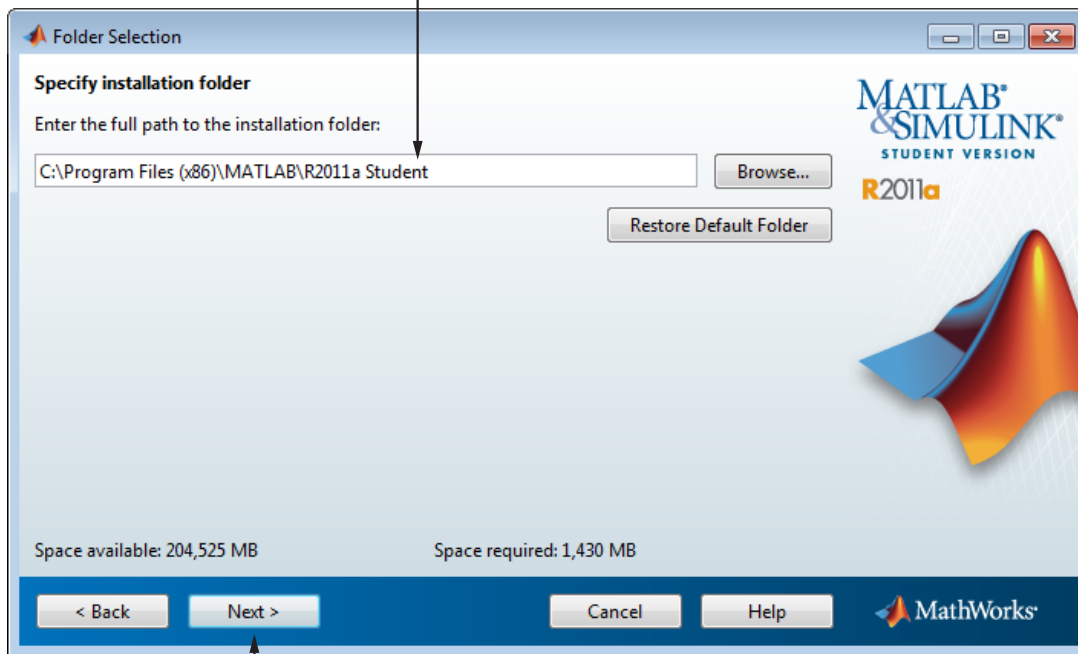 Folder Selection
Specify installation folder
Enter the full path to the installation folder:
C:\Program Files (x86)\MATLAB\R2011a Student
Browse...
Restore Default Folder
MATLAB®
&SIMULINK®
STUDENT VERSION
R2011a
Space available: 204,525 MB
Space required: 1,430 MB
< Back
Next >
Cancel
Help
MathWorks®